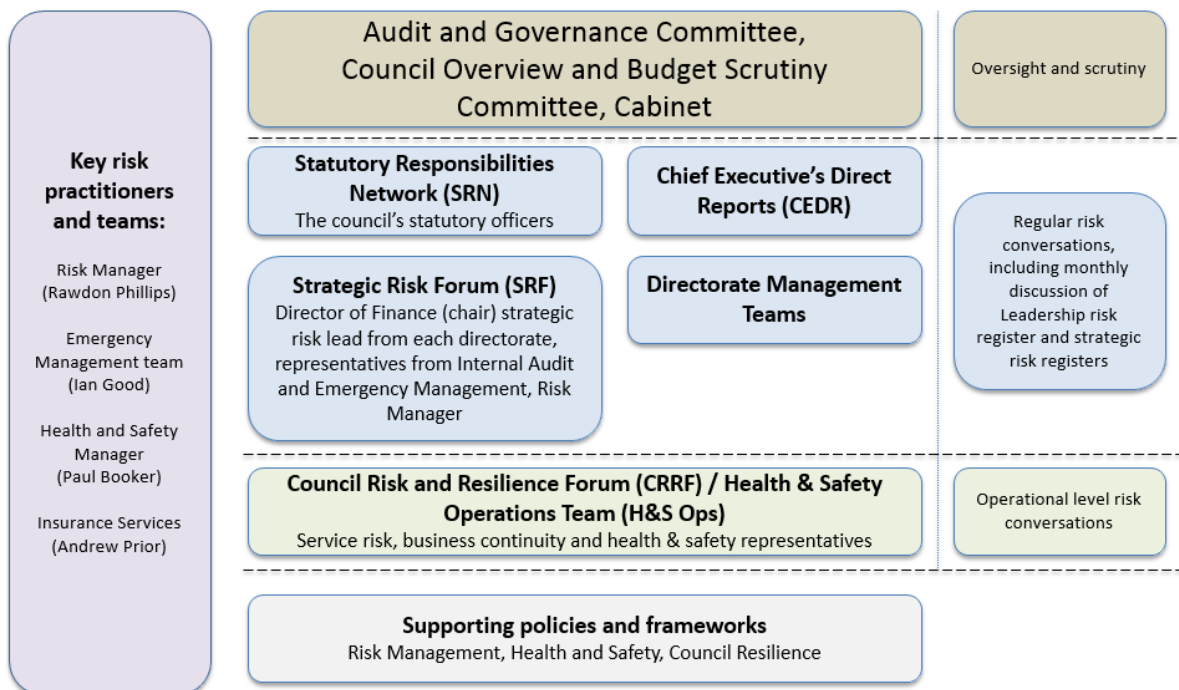 Key risk
practitioners
and teams:
Risk Manager
(Rawdon Phillips)
Emergency
Management team
(Ian Good)
Health and Safety
Manager
(Paul Booker)
Insurance Services
(Andrew Prior)
Audit and Governance Committee,
Council Overview and Budget Scrutiny
Committee, Cabinet
Oversight and scrutiny
Statutory Responsibilities
Network (SRN)
The council's statutory officers
Chief Executive's Direct
Reports (CEDR)
Strategic Risk Forum (SRF)
Director of Finance (chair) strategic
risk lead from each directorate,
representatives from Internal Audit
and Emergency Management, Risk
Manager
Directorate Management
Teams
Regular risk
conversations,
including monthly
discussion of
Leadership risk
register and strategic
risk registers
Council Risk and Resilience Forum (CRRF) / Health & Safety
Operations Team (H&S Ops)
Service risk, business continuity and health & safety representatives
Operational level risk
conversations
Supporting policies and frameworks
Risk Management, Health and Safety, Council Resilience